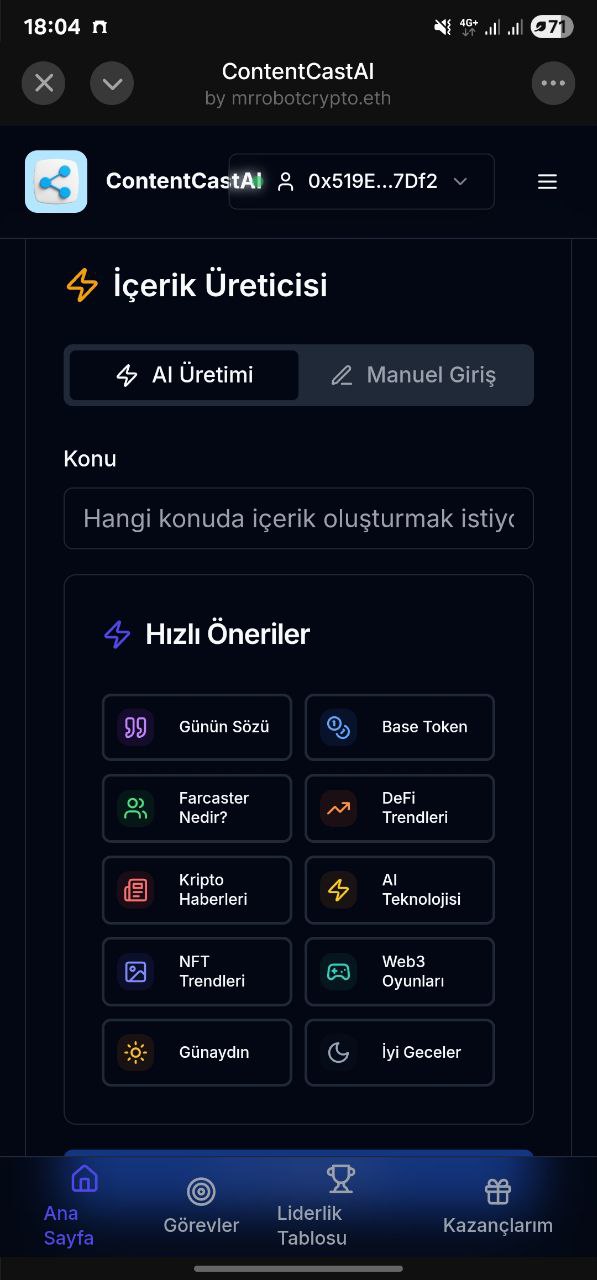 18:04
4G+
71
ContentCastAI
by mrrobotcrypto.eth
ContentCastAI
0x519E...7Df2
İçerik Üreticisi
AI Üretimi
Manuel Giriş
Konu
Hangi konuda içerik oluşturmak istiyo
Hızlı Öneriler
Günün Sözü
Base Token
Farcaster
Nedir?
DeFi
Trendleri
Kripto
Haberleri
AI
Teknolojisi
NFT
Trendleri
Web3
Oyunları
Günaydın
İyi Geceler
Ana
Sayfa
Görevler
Liderlik
Tablosu
Kazançlarım